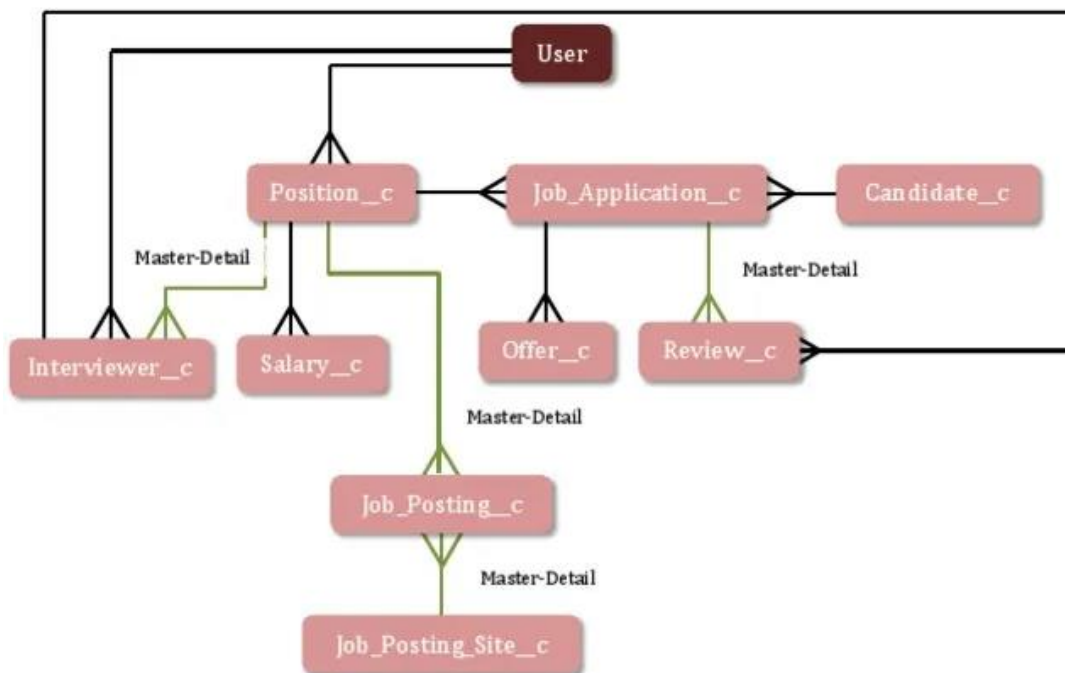 User
Position__c
Job_Application__c
Candidate__c
Master-Detail
Master-Detail
Interviewer__c
Salary__c
Offer__c
Review__c
Master-Detail
Job_Posting__c
Master-Detail
Job_Posting_Site__c